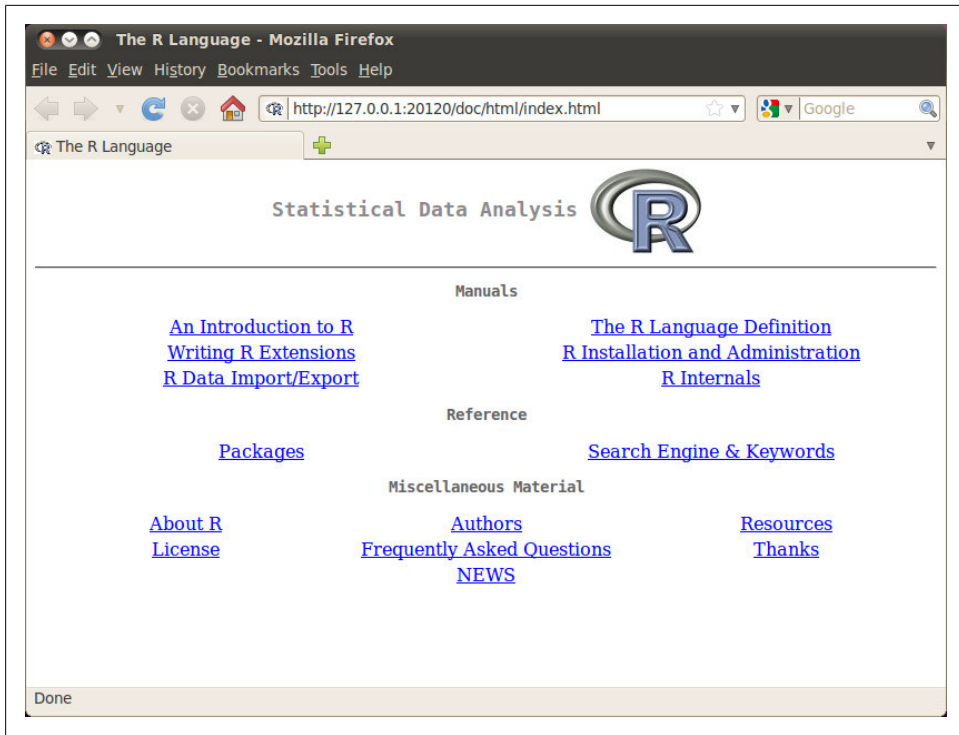 The R Language - Mozilla Firefox
File Edit View History Bookmarks Tools Help
http://127.0.0.1:20120/doc/html/index.html Google
The R Language
Statistical Data Analysis R
Manuals
An Introduction to R The R Language Definition
Writing R Extensions R Installation and Administration
R Data Import/Export R Internals
Reference
Packages Search Engine & Keywords
Miscellaneous Material
About R Authors Resources
License Frequently Asked Questions Thanks
NEWS
Done